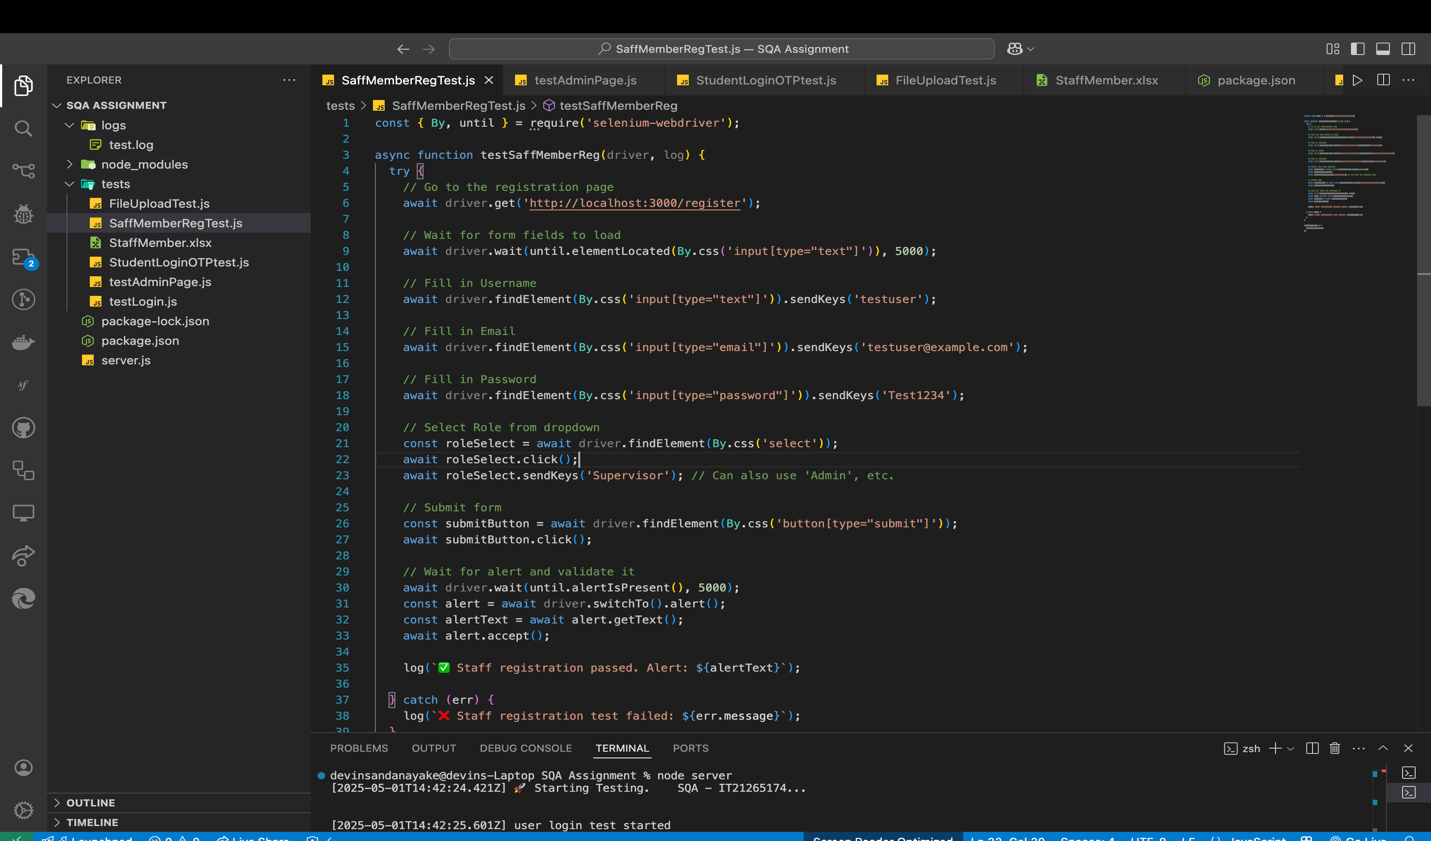 SaffMemberRegTest.js — SQA Assignment
EXPLORER
SQA ASSIGNMENT
logs
test.log
node_modules
tests
FileUploadTest.js
SaffMemberRegTest.js
StaffMember.xlsx
StudentLoginOTPtest.js
testAdminPage.js
testLogin.js
package-lock.json
package.json
server.js
OUTLINE
TIMELINE
2
SaffMemberRegTest.js
testAdminPage.js
StudentLoginOTPtest.js
FileUploadTest.js
StaffMember.xlsx
package.json
tests > SaffMemberRegTest.js > testSaffMemberReg
1 const { By, until } = require('selenium-webdriver');
2
3 async function testSaffMemberReg(driver, log) {
4 try {
5 // Go to the registration page
6 await driver.get('http://localhost:3000/register');
7
8 // Wait for form fields to load
9 await driver.wait(until.elementLocated(By.css('input[type="text"]')), 5000);
10
11 // Fill in Username
12 await driver.findElement(By.css('input[type="text"]')).sendKeys('testuser');
13
14 // Fill in Email
15 await driver.findElement(By.css('input[type="email"]')).sendKeys('testuser@example.com');
16
17 // Fill in Password
18 await driver.findElement(By.css('input[type="password"]')).sendKeys('Test1234');
19
20 // Select Role from dropdown
21 const roleSelect = await driver.findElement(By.css('select'));
22 await roleSelect.click();
23 await roleSelect.sendKeys('Supervisor'); // Can also use 'Admin', etc.
24
25 // Submit form
26 const submitButton = await driver.findElement(By.css('button[type="submit"]'));
27 await submitButton.click();
28
29 // Wait for alert and validate it
30 await driver.wait(until.alertIsPresent(), 5000);
31 const alert = await driver.switchTo().alert();
32 const alertText = await alert.getText();
33 await alert.accept();
34
35 log(`✅ Staff registration passed. Alert: ${alertText}`);
36
37 } catch (err) {
38 log(`❌ Staff registration test failed: ${err.message}`);
39 }
PROBLEMS OUTPUT DEBUG CONSOLE TERMINAL PORTS
zsh
devinsandanayake@devins-Laptop SQA Assignment % node server
[2025-05-01T14:42:24.421Z] 🚀 Starting Testing. SQA - IT21265174...
[2025-05-01T14:42:25.601Z] user login test started